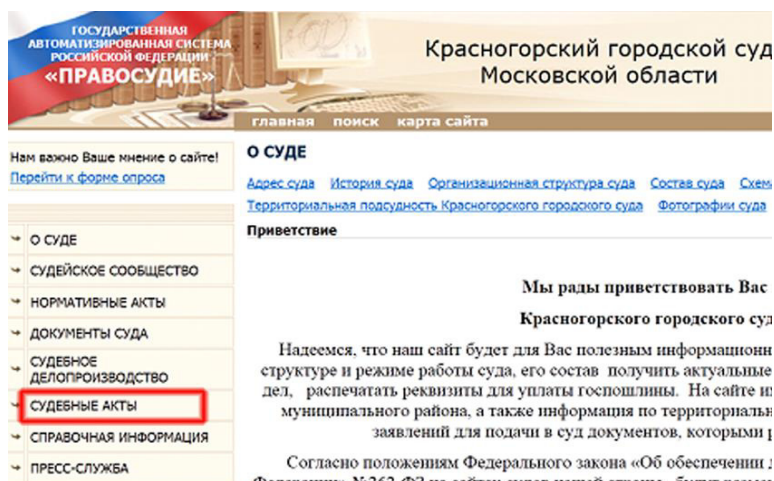 ГОСУДАРСТВЕННАЯ
АВТОМАТИЗИРОВАННАЯ СИСТЕМА
РОССИЙСКОЙ ФЕДЕРАЦИИ
«ПРАВОСУДИЕ»
Красногорский городской суд
Московской области
главная поиск карта сайта
Нам важно Ваше мнение о сайте!
Перейти к форме опроса
О СУДЕ
СУДЕЙСКОЕ СООБЩЕСТВО
НОРМАТИВНЫЕ АКТЫ
ДОКУМЕНТЫ СУДА
СУДЕБНОЕ
ДЕЛОПРОИЗВОДСТВО
СУДЕБНЫЕ АКТЫ
СПРАВОЧНАЯ ИНФОРМАЦИЯ
ПРЕСС-СЛУЖБА
О СУДЕ
Адрес суда История суда Организационная структура суда Состав суда Схема
Территориальная подсудность Красногорского городского суда Фотографии суда
Приветствие
Мы рады приветствовать Вас
Красногорского городского суд
Надеемся, что наш сайт будет для Вас полезным информационн
структуре и режиме работы суда, его состав получить актуальные
дел, распечатать реквизиты для уплаты госпошлины. На сайте им
муниципального района, а также информация по территориальн
заявлений для подачи в суд документов, которыми р
Согласно положениям Федерального закона «Об обеспечении д